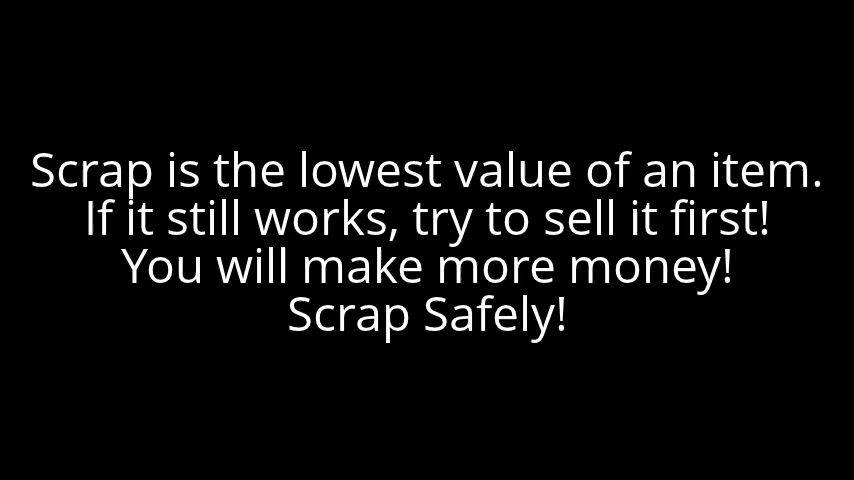 Scrap is the lowest value of an item.
If it still works, try to sell it first!
You will make more money!
Scrap Safely!